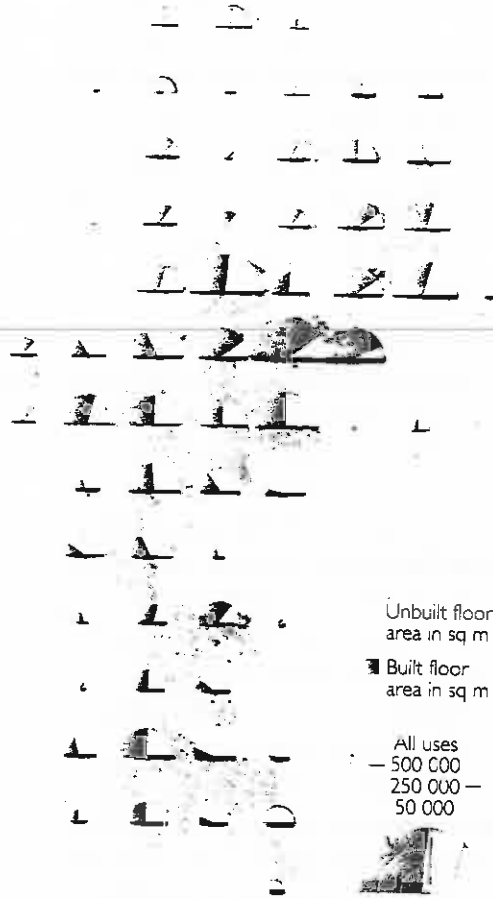 Unbuilt floor
area in sq m
Built floor
area in sq m
All uses
500 000
250 000
50 000